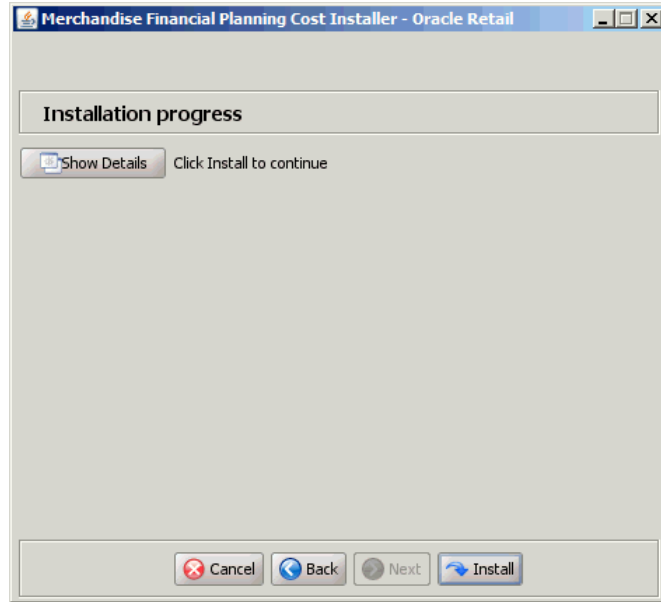 Merchandise Financial Planning Cost Installer - Oracle Retail
Installation progress
Show Details Click Install to continue
Cancel Back Next Install